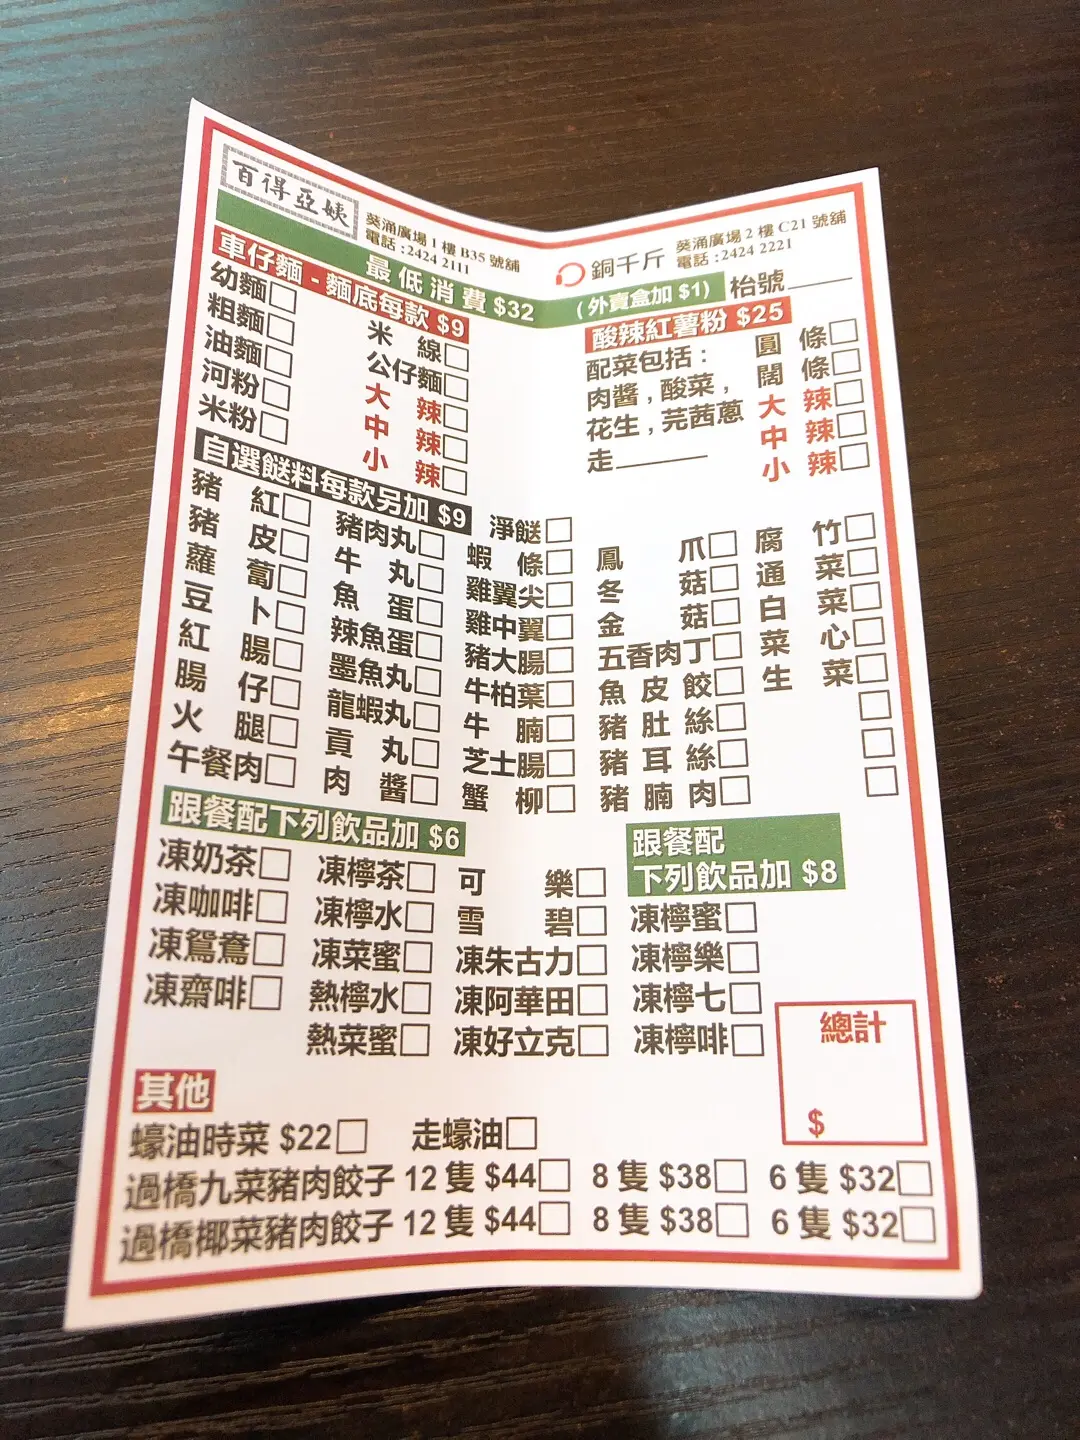 百得亞姨
葵涌廣場 1 樓 B35 號舖
電話 : 2424 2111
銅千斤
葵涌廣場 2 樓 C21 號舖
電話 : 2424 2221
最低消費 $32 (外賣盒加 $1)
枱號
車仔麵 - 麵底每款 $9
幼麵 米線
粗麵 公仔麵
油麵 大辣
河粉 中辣
米粉 小辣
酸辣紅薯粉 $25
配菜包括 : 圓條
肉醬 , 酸菜 , 闊條
花生 , 芫茜蔥 大辣
走 中辣
小辣
自選餸料每款另加 $9 淨餸
豬紅 豬肉丸 蝦條 鳳爪 腐竹
豬皮 牛丸 雞翼尖 冬菇 通菜
蘿蔔 魚蛋 雞中翼 金菇 白菜
豆卜 辣魚蛋 豬大腸 五香肉丁 菜心
紅腸 墨魚丸 牛柏葉 魚皮餃 生菜
腸仔 龍蝦丸 牛腩 豬肚絲
火腿 貢丸 芝士腸 豬耳絲
午餐肉 肉醬 蟹柳 豬腩肉
跟餐配下列飲品加 $6
凍奶茶 凍檸茶 可樂
凍咖啡 凍檸水 雪碧
凍鴛鴦 凍菜蜜 凍朱古力
凍齋啡 熱檸水 凍阿華田
熱菜蜜 凍好立克
跟餐配
下列飲品加 $8
凍檸蜜
凍檸樂
凍檸七
凍檸啡
總計
$
其他
蠔油時菜 $22 走蠔油
過橋九菜豬肉餃子 12 隻 $44 8 隻 $38 6 隻 $32
過橋椰菜豬肉餃子 12 隻 $44 8 隻 $38 6 隻 $32